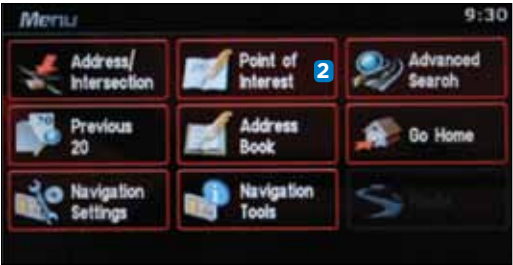 Menu 9:30
Address/
Intersection
Point of
Interest
2
Advanced
Search
Previous
20
Address
Book
Go Home
Navigation
Settings
Navigation
Tools